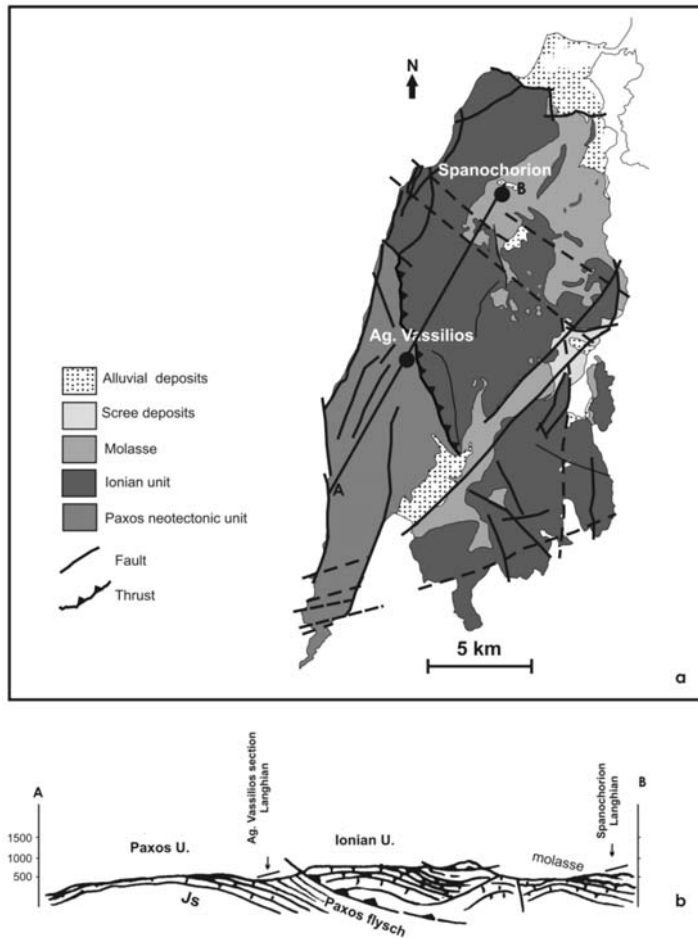 N
Spanochorion
B
Ag. Vassilios
Alluvial deposits
Scree deposits
Molasse
Ionian unit
Paxos neotectonic unit
Fault
Thrust
A
5 km
a
A
Ag. Vassilios section
Langhian
B
Spanochorion
Langhian
Paxos U.
Ionian U.
molasse
1500
1000
500
Js
Paxos flysch
b